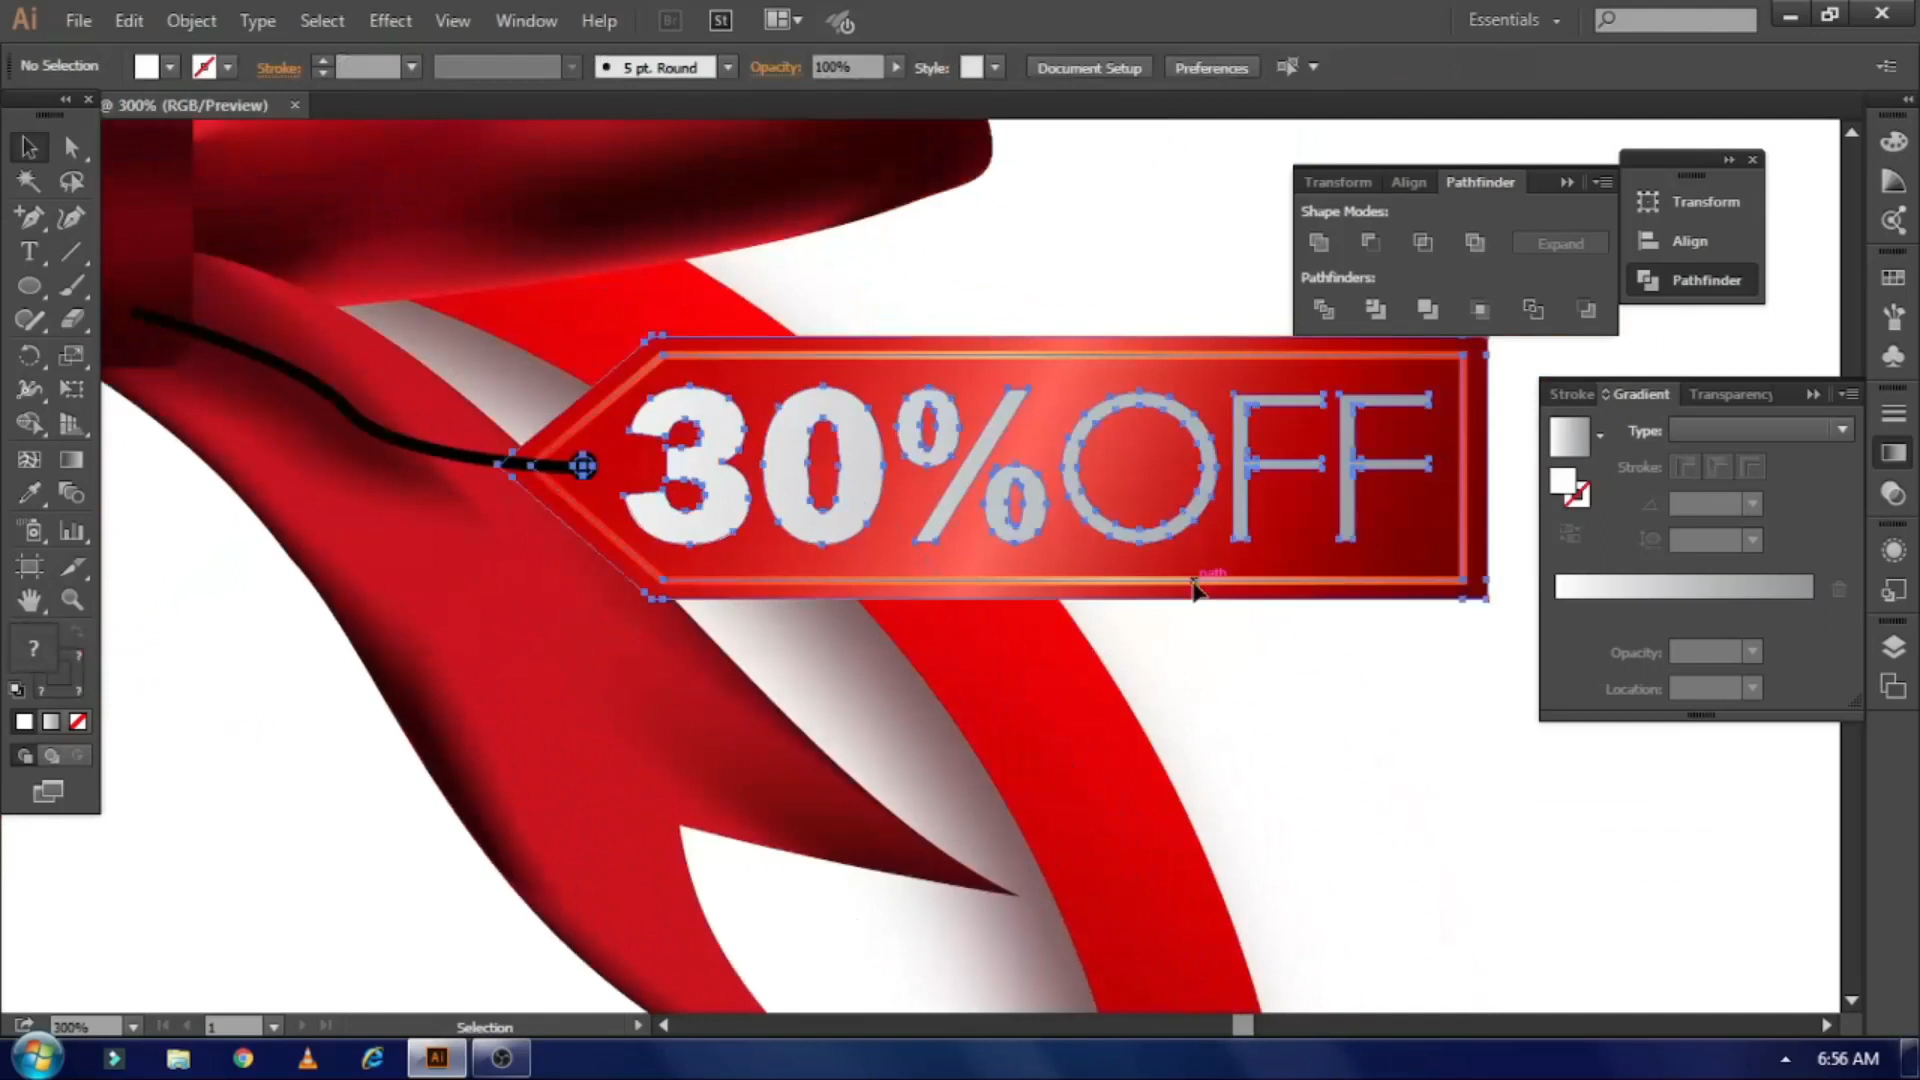 Ai File Edit Object Type Select Effect View Window Help Br St Essentials
No Selection Stroke: 5 pt. Round Opacity: 100% Style: Document Setup Preferences
@ 300% (RGB/Preview)
Transform Align Pathfinder
Shape Modes:
Expand
Pathfinders:
Transform
Align
Pathfinder
30%OFF
path
Stroke Gradient Transparency
Type:
Stroke:
Opacity:
Location:
T
?
?
? ?
300% 1 Selection
Ai 6:56 AM